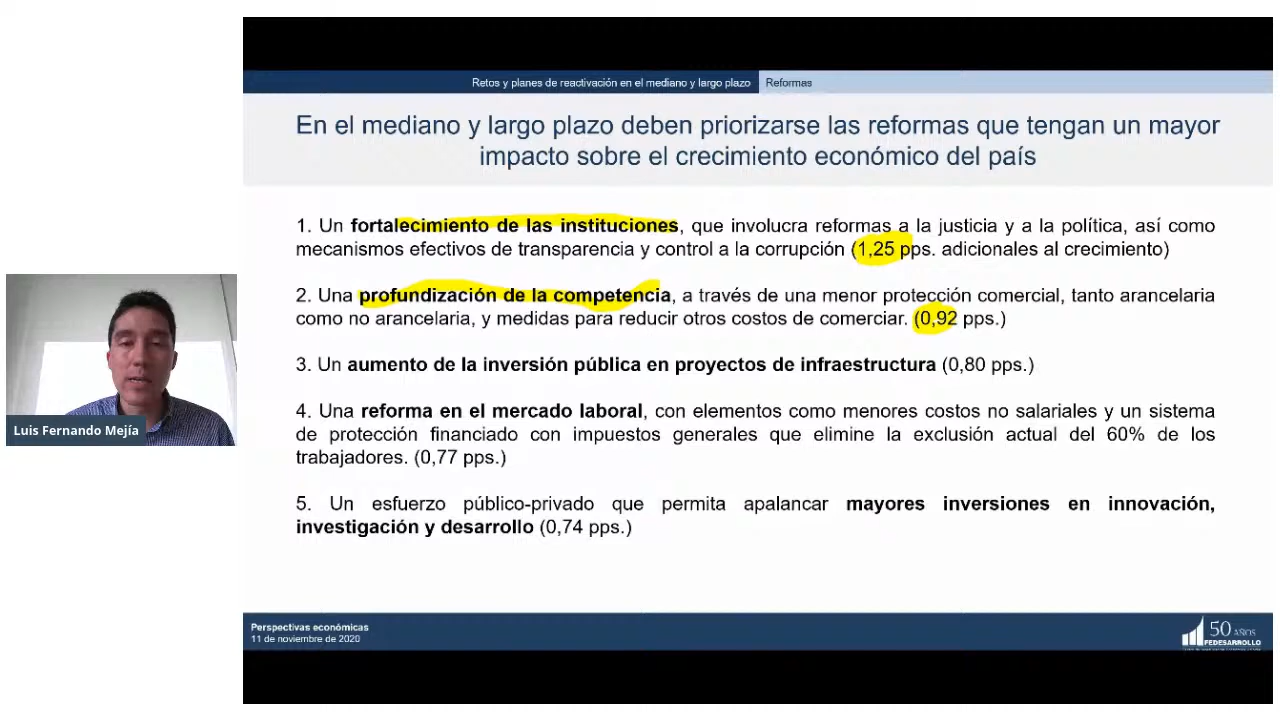 Retos y planes de reactivación en el mediano y largo plazo
Reformas
En el mediano y largo plazo deben priorizarse las reformas que tengan un mayor
impacto sobre el crecimiento económico del país
1. Un fortalecimiento de las instituciones, que involucra reformas a la justicia y a la política, así como
mecanismos efectivos de transparencia y control a la corrupción (1,25 pps. adicionales al crecimiento)
2. Una profundización de la competencia, a través de una menor protección comercial, tanto arancelaria
como no arancelaria, y medidas para reducir otros costos de comerciar. (0,92 pps.)
3. Un aumento de la inversión pública en proyectos de infraestructura (0,80 pps.)
4. Una reforma en el mercado laboral, con elementos como menores costos no salariales y un sistema
de protección financiado con impuestos generales que elimine la exclusión actual del 60% de los
trabajadores. (0,77 pps.)
5. Un esfuerzo público-privado que permita apalancar mayores inversiones en innovación,
investigación y desarrollo (0,74 pps.)
Luis Fernando Mejía
Perspectivas económicas
11 de noviembre de 2020
50 AÑOS
FEDESARROLLO